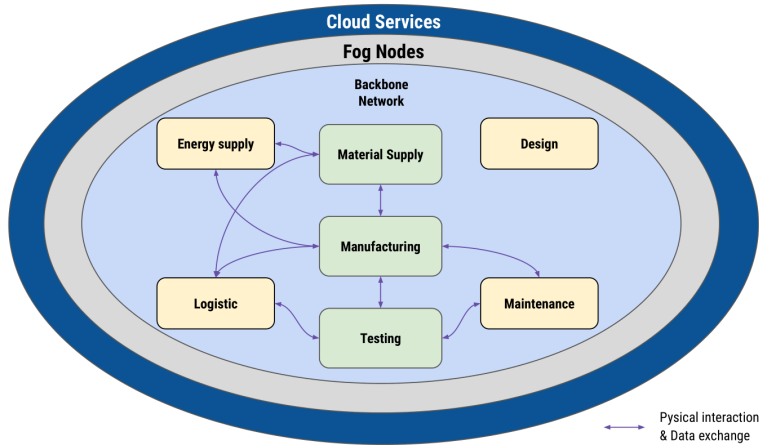 Cloud Services
Fog Nodes
Backbone
Network
Energy supply
Material Supply
Design
Manufacturing
Logistic
Maintenance
Testing
Pysical interaction
& Data exchange